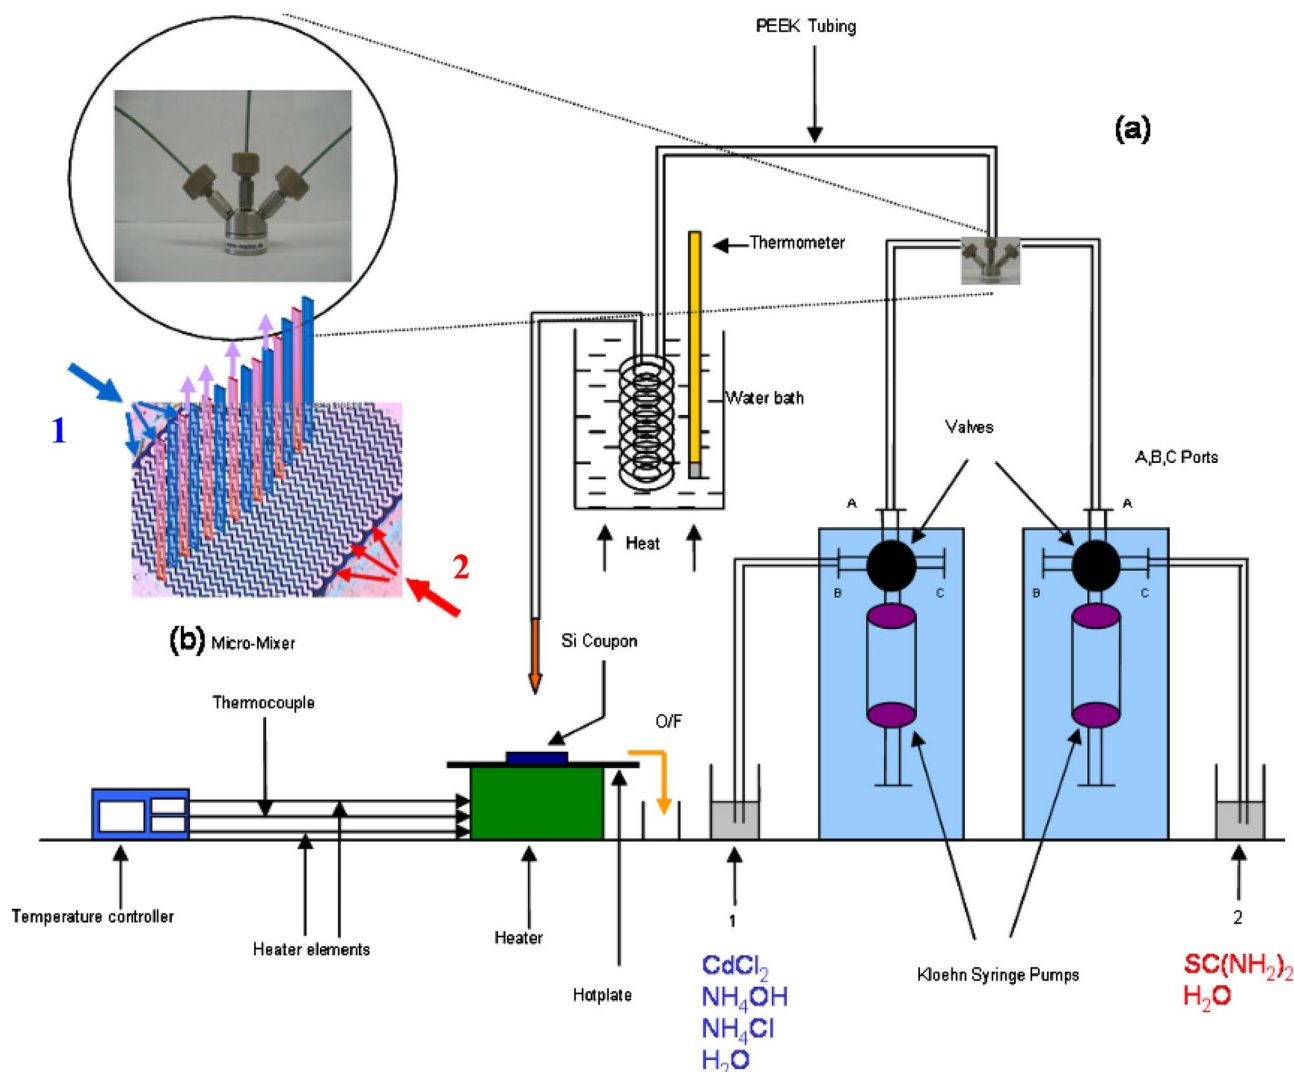 PEEK Tubing
(a)
Thermometer
Water bath
Valves
A,B,C Ports
1
A
A
Heat
2
B
C
B
C
(b) Micro-Mixer
Si Coupon
Thermocouple
O/F
Temperature controller
Heater elements
Heater
1
2
Hotplate
Kloehn Syringe Pumps
CdCl₂
NH₄OH
NH₄Cl
H₂O
SC(NH₂)₂
H₂O